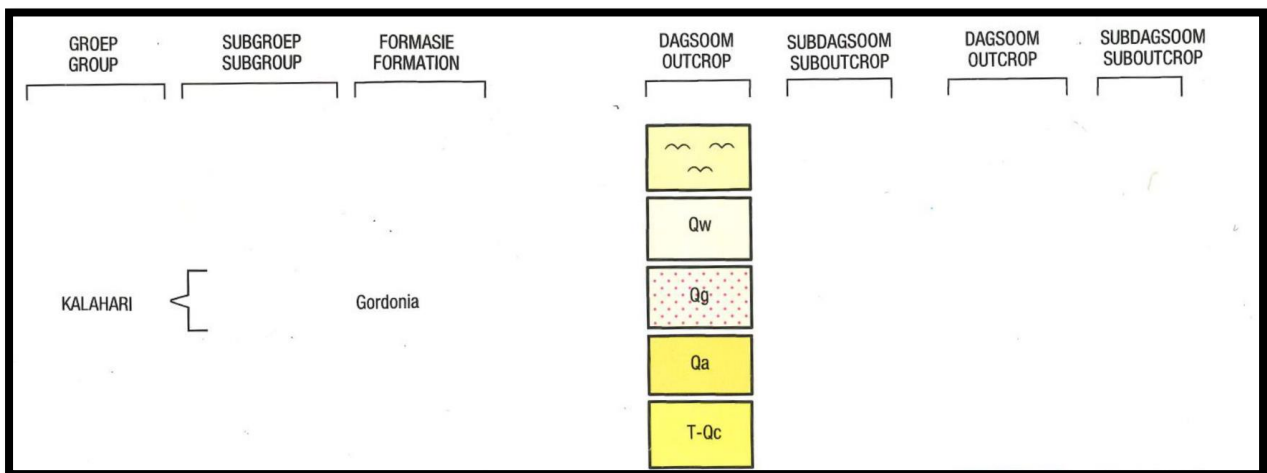 GROEP
GROUP
SUBGROEP
SUBGROUP
FORMASIE
FORMATION
DAGSOOM
OUTCROP
SUBDAGSOOM
SUBOUTCROP
DAGSOOM
OUTCROP
SUBDAGSOOM
SUBOUTCROP
Qw
KALAHARI
Gordonia
Qg
Qa
T-Qc